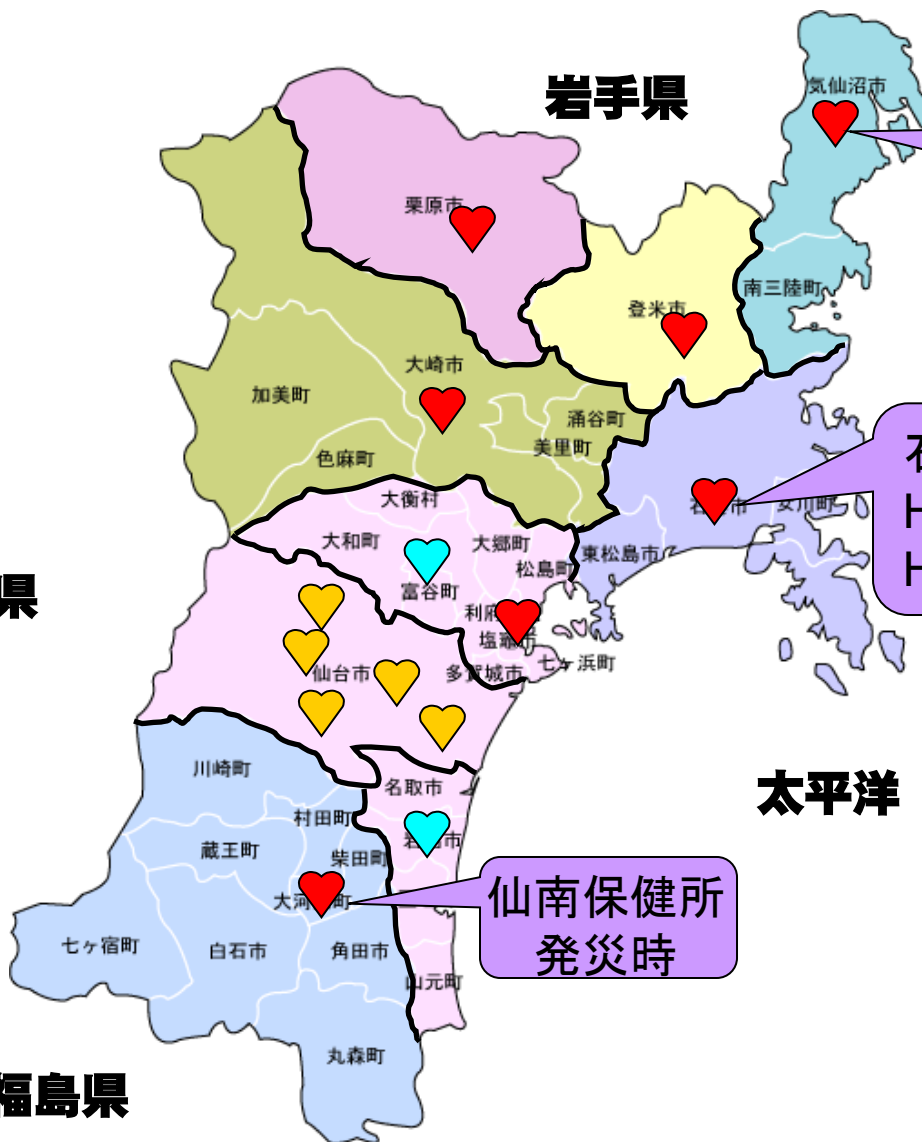 岩手県
気仙沼市
栗原市
南三陸町
登米市
大崎市
加美町
涌谷町
美里町
色麻町
大衡村
女川町
大和町
大郷町
東松島市
松島町
富谷町
県
利府
塩竈市
七ヶ浜町
仙台市
多賀城市
川崎町
名取市
太平洋
村田町
市
蔵王町
柴田町
仙南保健所
発災時
大河 町
七ヶ宿町
白石市
角田市
山元町
丸森町
福島県